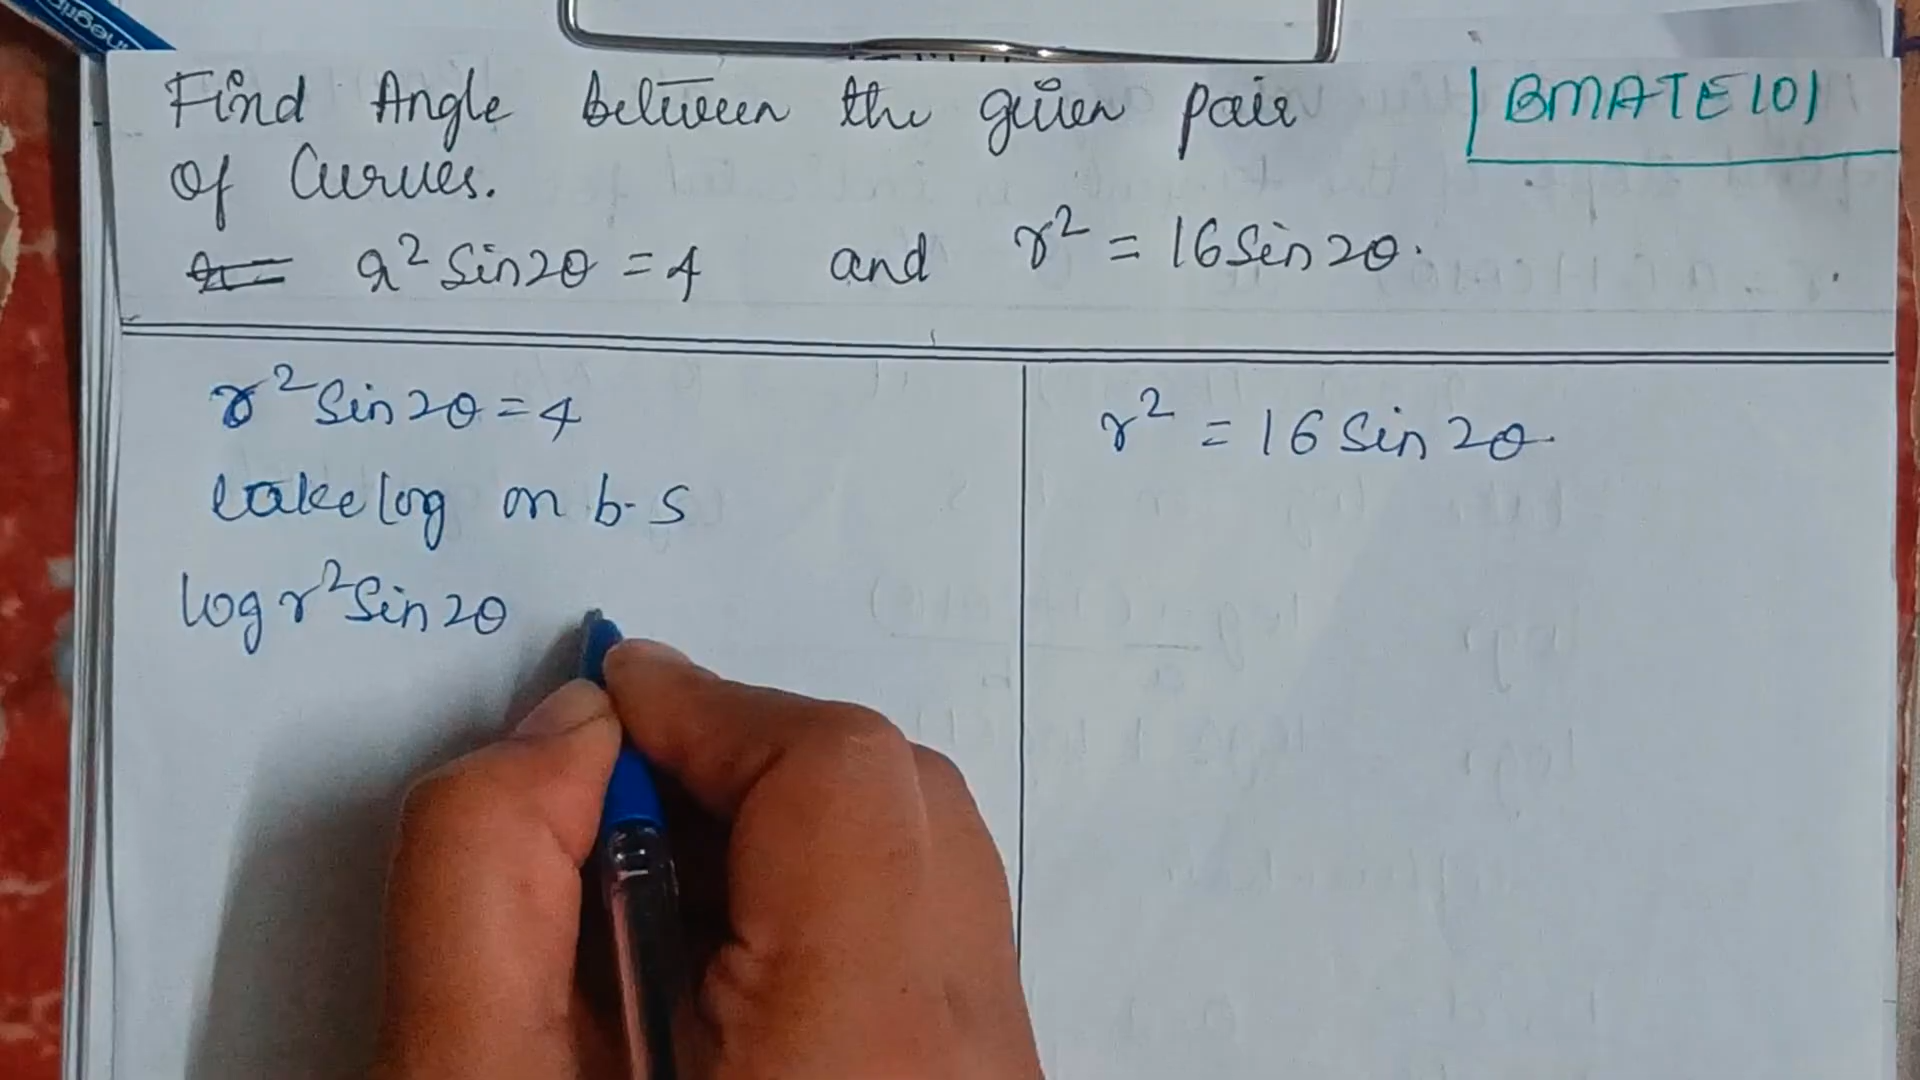 Find Angle between the given pair
of Curves.
BMATE101
r² Sin2θ = 4 and r² = 16 Sin 2θ.
r² Sin 2θ = 4
take log on b.s
log r² Sin 2θ
r² = 16 Sin 2θ